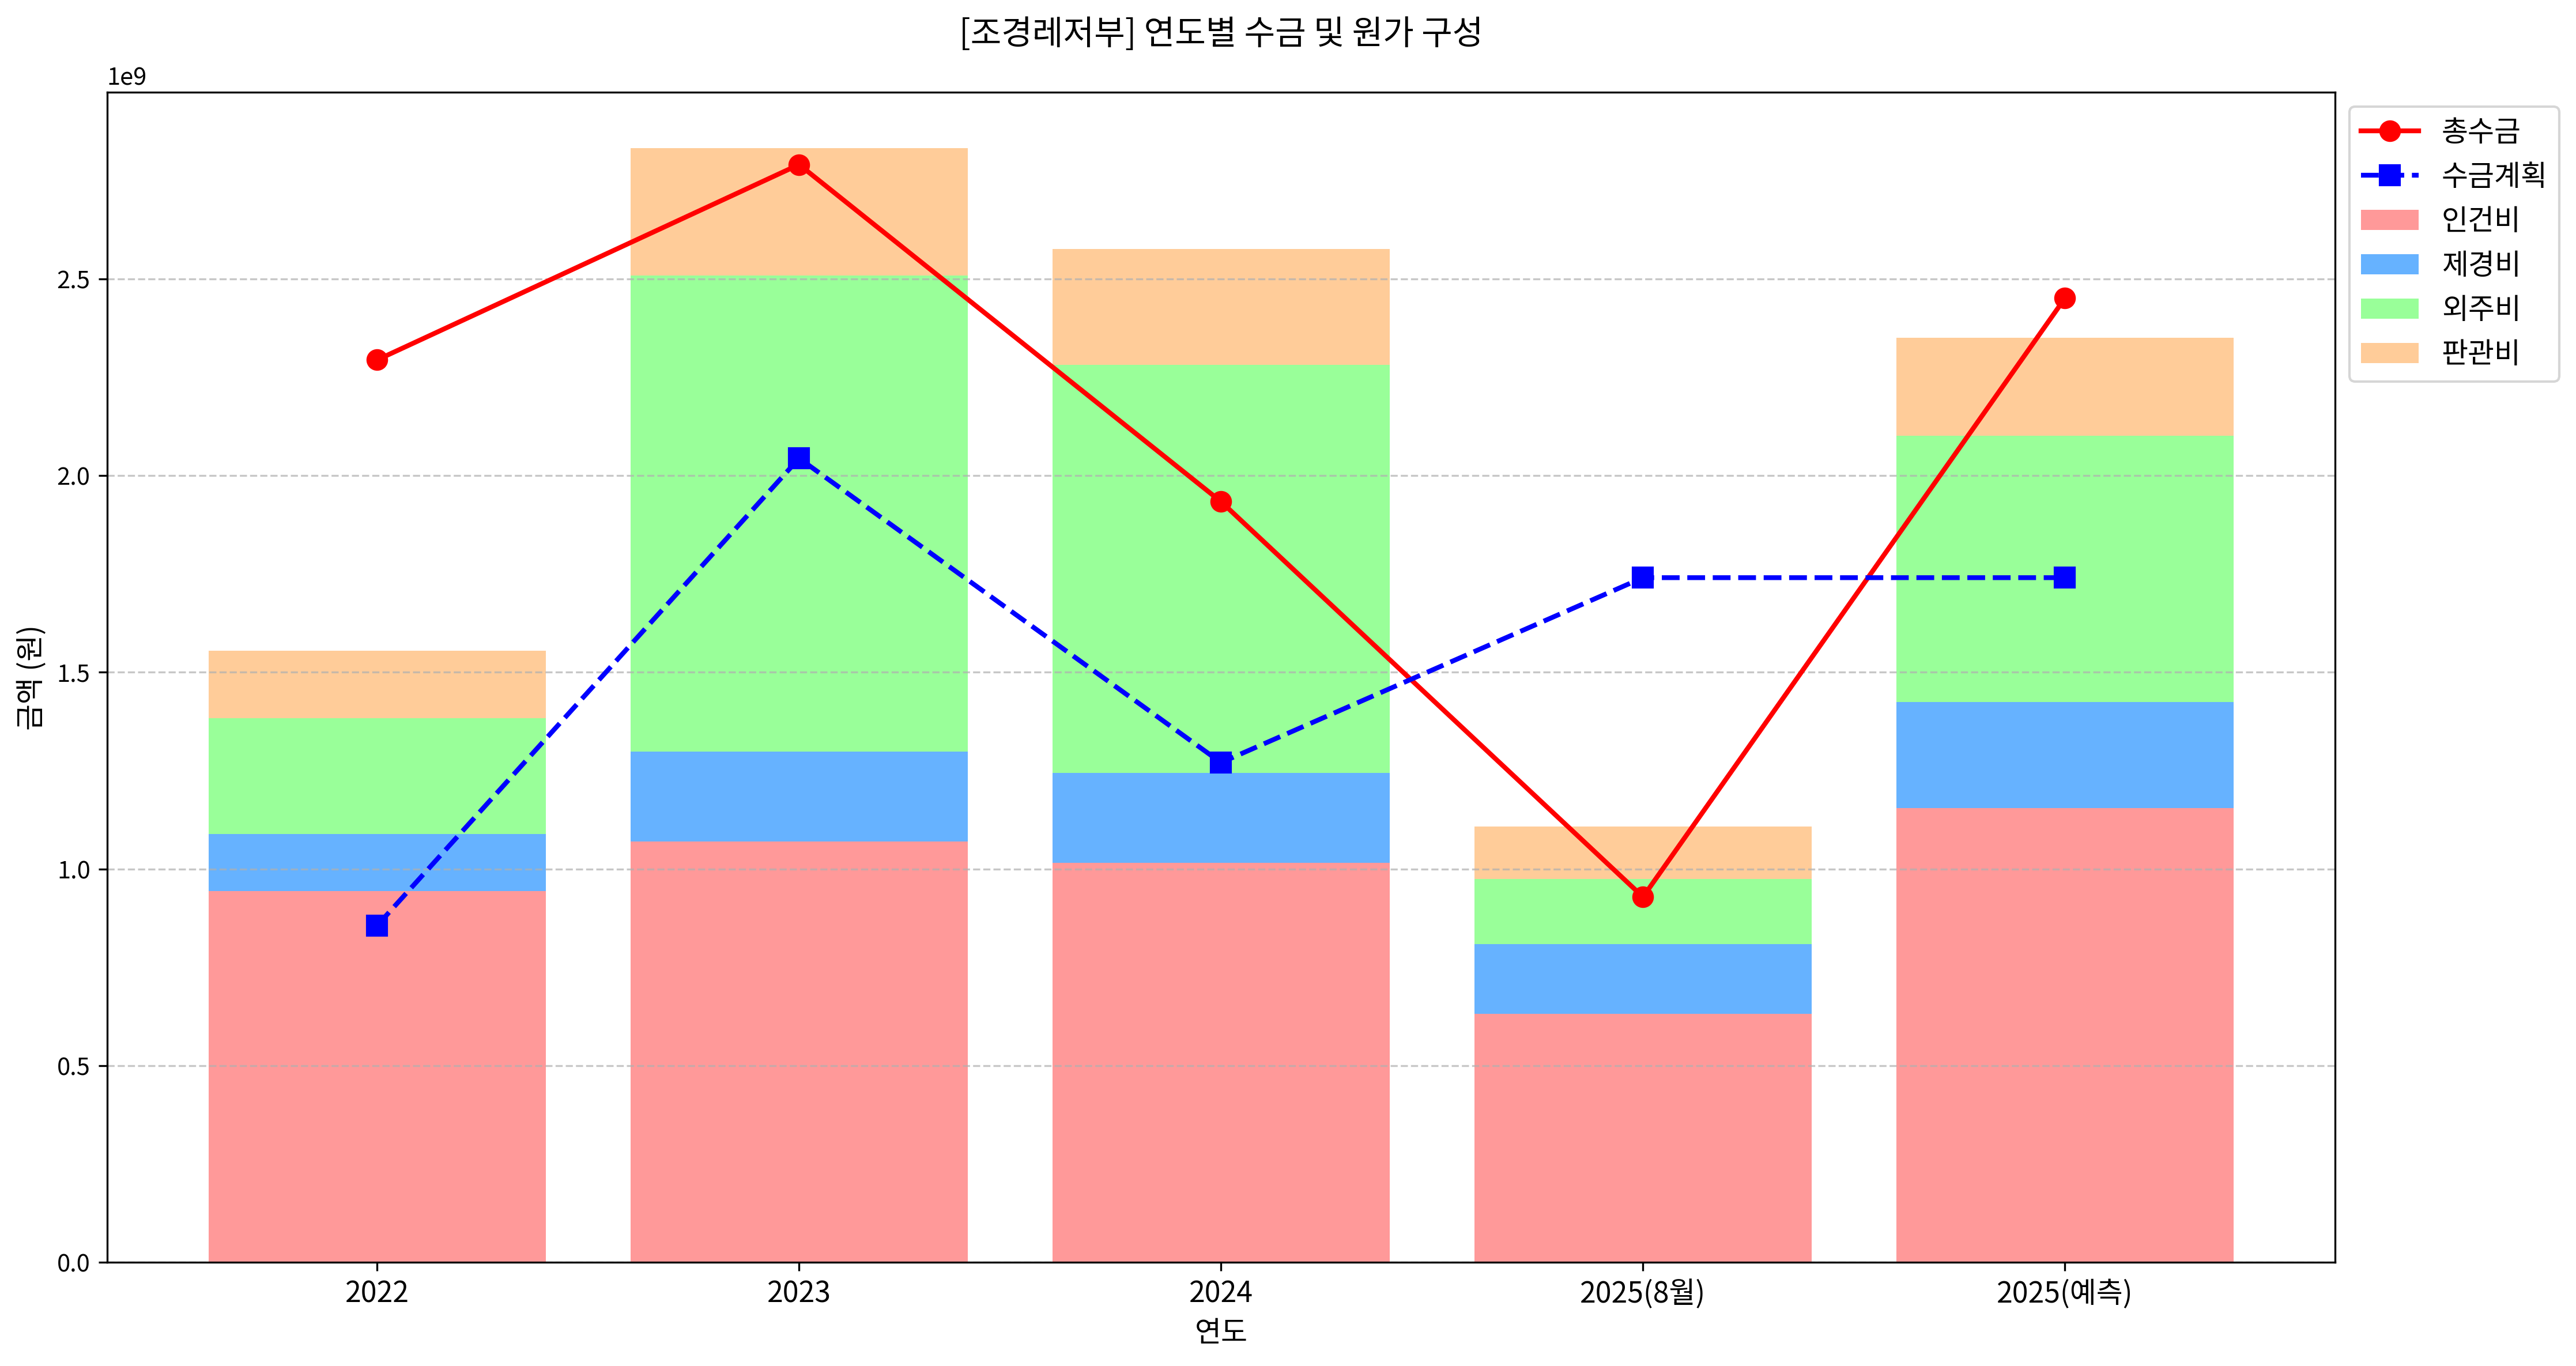 [조경레저부] 연도별 수금 및 원가 구성
1e9
총수금
수금계획
인건비
제경비
외주비
판관비
2.5
2.0
1.5
1.0
0.5
0.0
금액 (원)
2022
2023
2024
2025(8월)
2025(예측)
연도